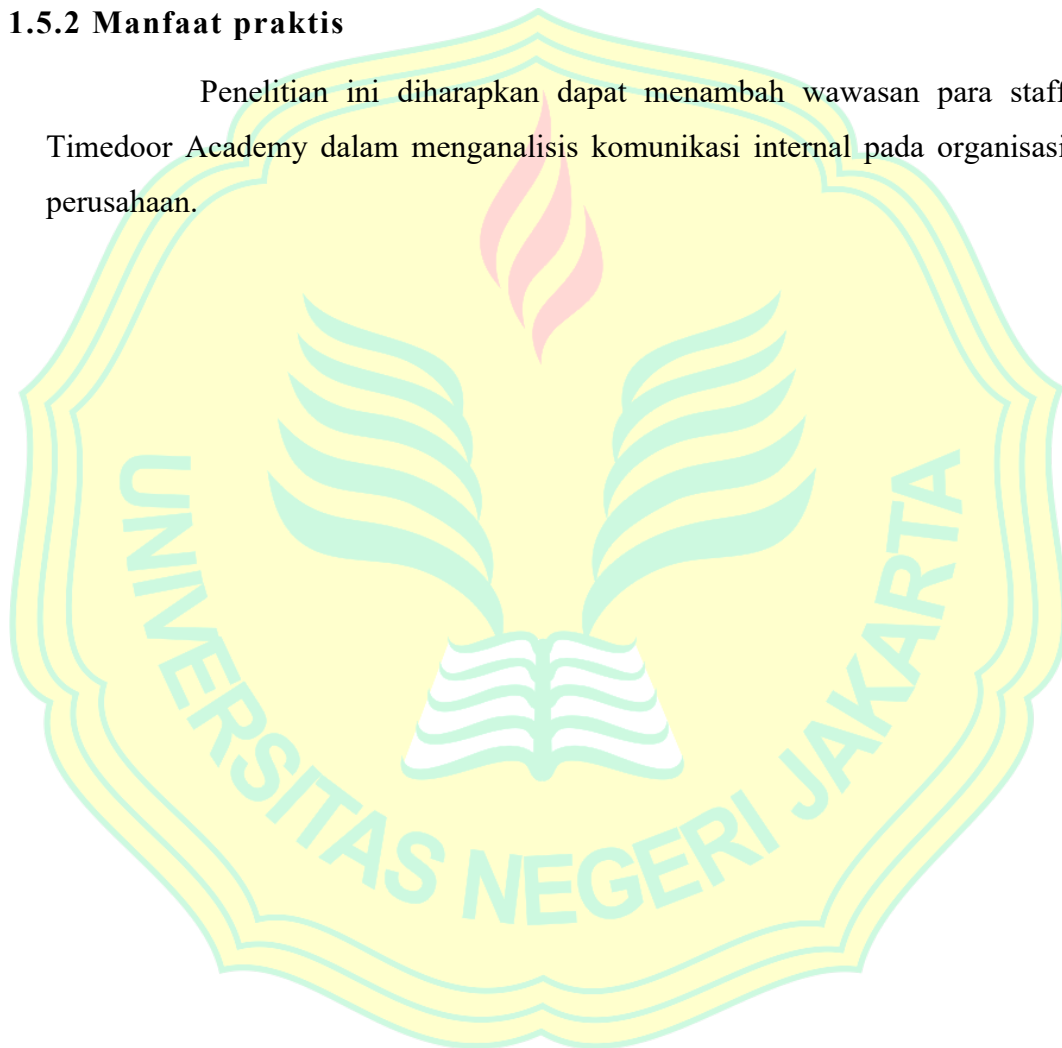 1.5.2 Manfaat praktis
Penelitian ini diharapkan dapat menambah wawasan para staff
Timedoor Academy dalam menganalisis komunikasi internal pada organisasi
perusahaan.
UNIVERSITAS NEGERI JAKARTA